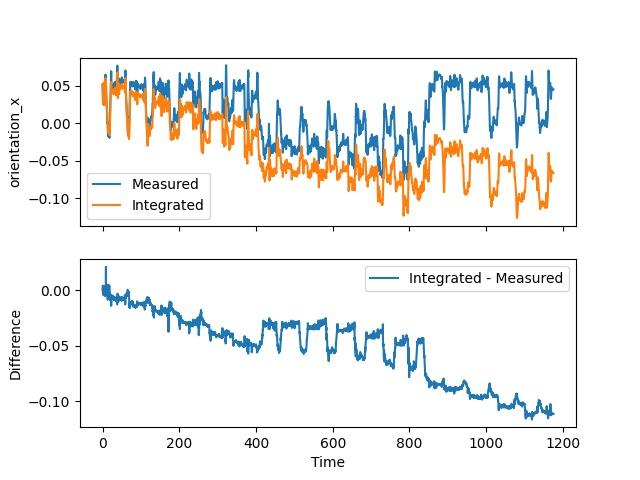 orientation_x
0.05
0.00
−0.05
−0.10
Measured
Integrated
Difference
0.00
−0.05
−0.10
Integrated - Measured
0 200 400 600 800 1000 1200
Time